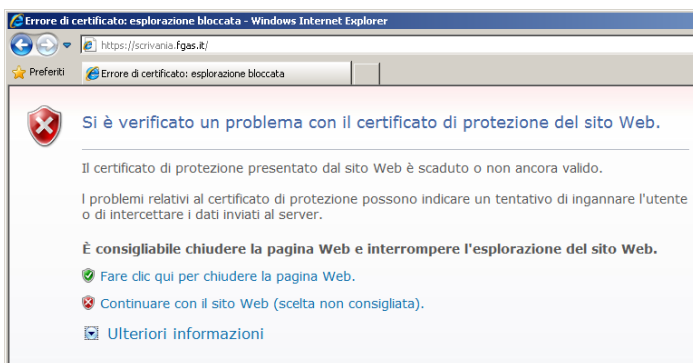 Errore di certificato: esplorazione bloccata - Windows Internet Explorer
https://scrivania.fgas.it/
Preferiti
Errore di certificato: esplorazione bloccata
Si è verificato un problema con il certificato di protezione del sito Web.
Il certificato di protezione presentato dal sito Web è scaduto o non ancora valido.
I problemi relativi al certificato di protezione possono indicare un tentativo di ingannare l'utente
o di intercettare i dati inviati al server.
È consigliabile chiudere la pagina Web e interrompere l'esplorazione del sito Web.
Fare clic qui per chiudere la pagina Web.
Continuare con il sito Web (scelta non consigliata).
Ulteriori informazioni